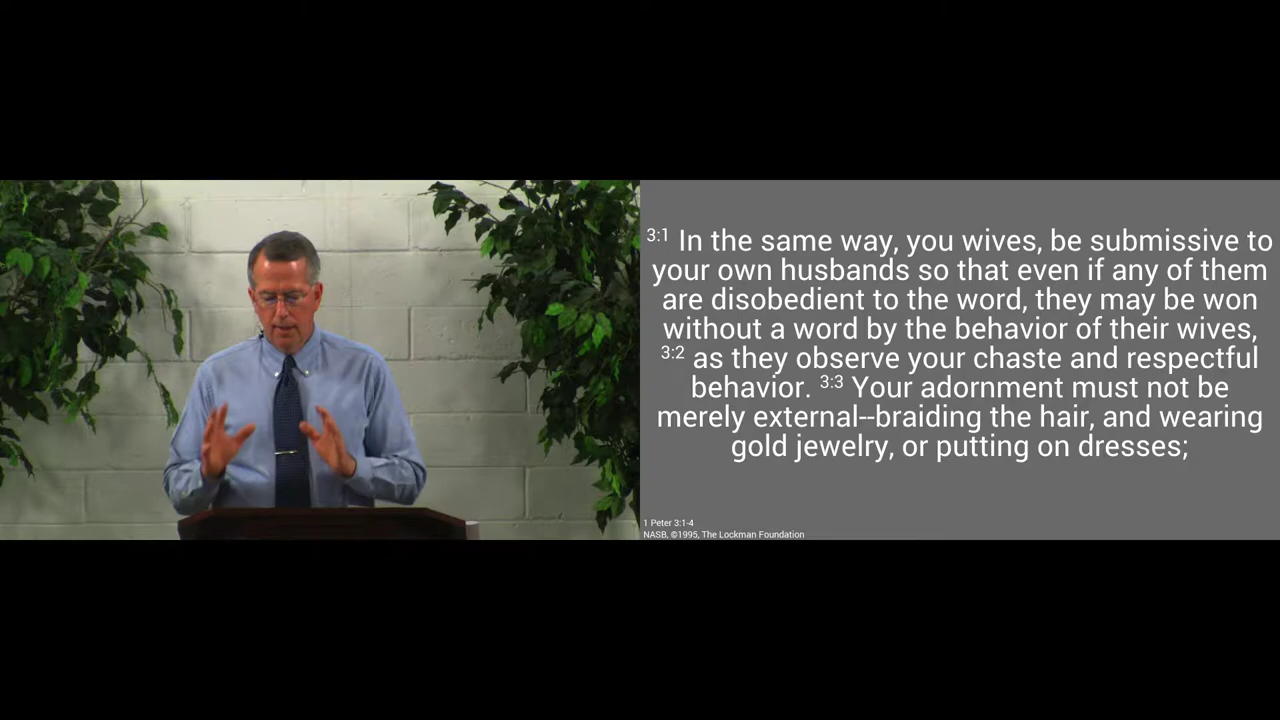 3:1 In the same way, you wives, be submissive to
your own husbands so that even if any of them
are disobedient to the word, they may be won
without a word by the behavior of their wives,
3:2 as they observe your chaste and respectful
behavior. 3:3 Your adornment must not be
merely external--braiding the hair, and wearing
gold jewelry, or putting on dresses;
1 Peter 3:1-4
NASB, ©1995, The Lockman Foundation